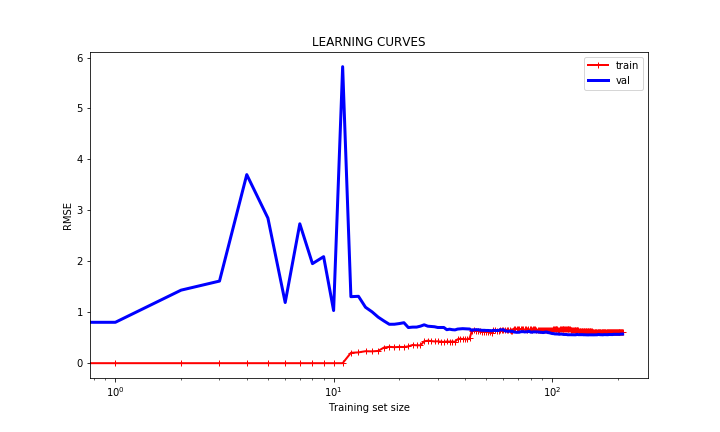 LEARNING CURVES
train
val
RMSE
6
5
4
3
2
1
0
10⁰
10¹
10²
Training set size